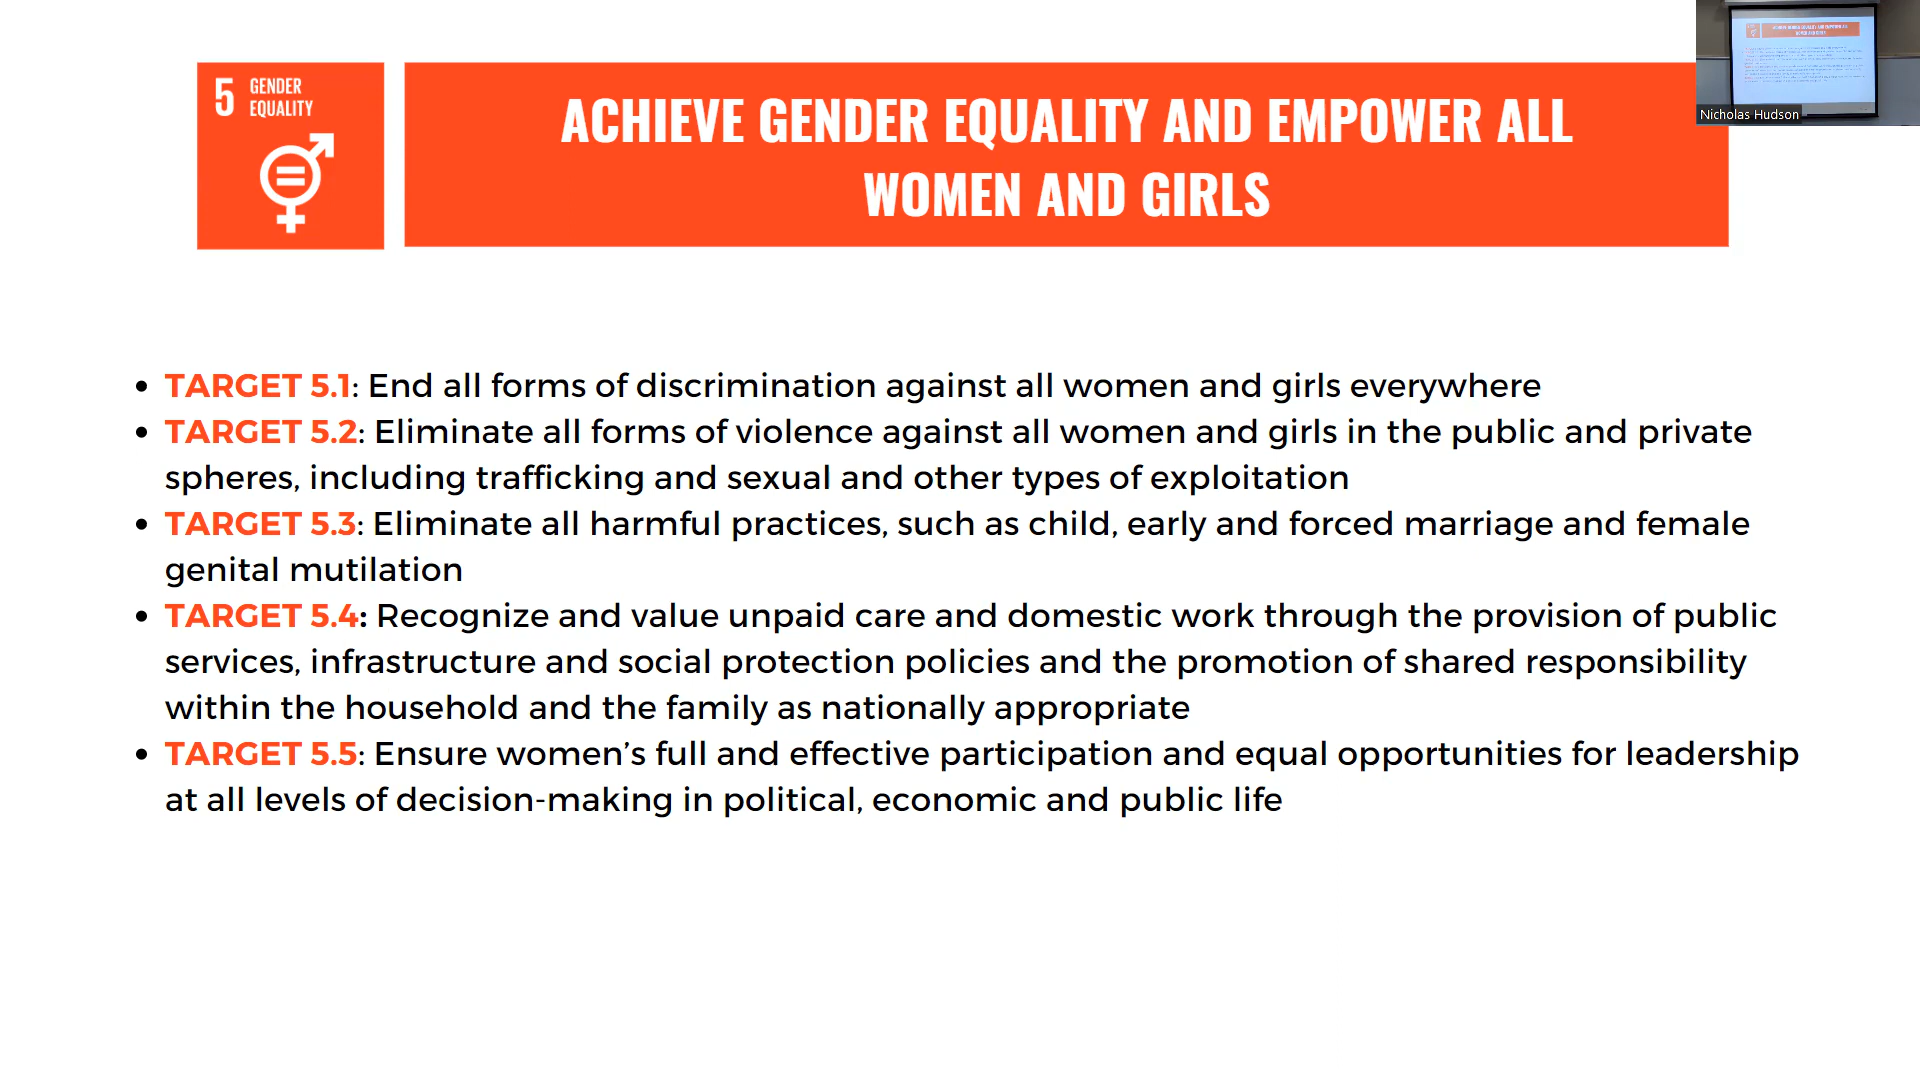 5 GENDER
EQUALITY
ACHIEVE GENDER EQUALITY AND EMPOWER ALL
WOMEN AND GIRLS
Nicholas Hudson
• TARGET 5.1: End all forms of discrimination against all women and girls everywhere
• TARGET 5.2: Eliminate all forms of violence against all women and girls in the public and private
spheres, including trafficking and sexual and other types of exploitation
• TARGET 5.3: Eliminate all harmful practices, such as child, early and forced marriage and female
genital mutilation
• TARGET 5.4: Recognize and value unpaid care and domestic work through the provision of public
services, infrastructure and social protection policies and the promotion of shared responsibility
within the household and the family as nationally appropriate
• TARGET 5.5: Ensure women’s full and effective participation and equal opportunities for leadership
at all levels of decision-making in political, economic and public life